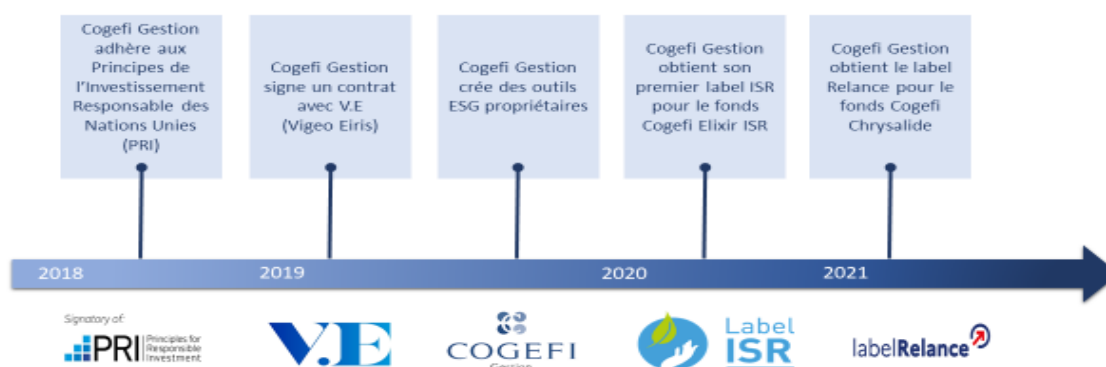 Cogefi Gestion
adhère aux
Principes de
l'Investissement
Responsable des
Nations Unies
(PRI)
Cogefi Gestion
signe un contrat
avec V.E
(Vigeo Eiris)
Cogefi Gestion
crée des outils
ESG propriétaires
Cogefi Gestion
obtient son
premier label ISR
pour le fonds
Cogefi Elixir ISR
Cogefi Gestion
obtient le label
Relance pour le
fonds Cogefi
Chrysalide
2018
2019
2020
2021
Signatory of:
PRI
Principles for
Responsible
Investment
V.E
COGEFI
Gestion
Label
ISR
labelRelance